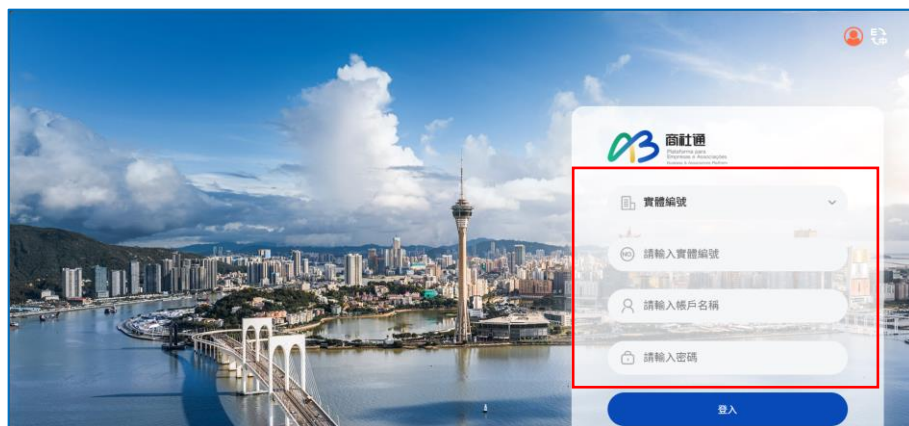 商社通
Plataforma para
Empresas e Associações
實體編號
請輸入實體編號
請輸入帳戶名稱
請輸入密碼
登入